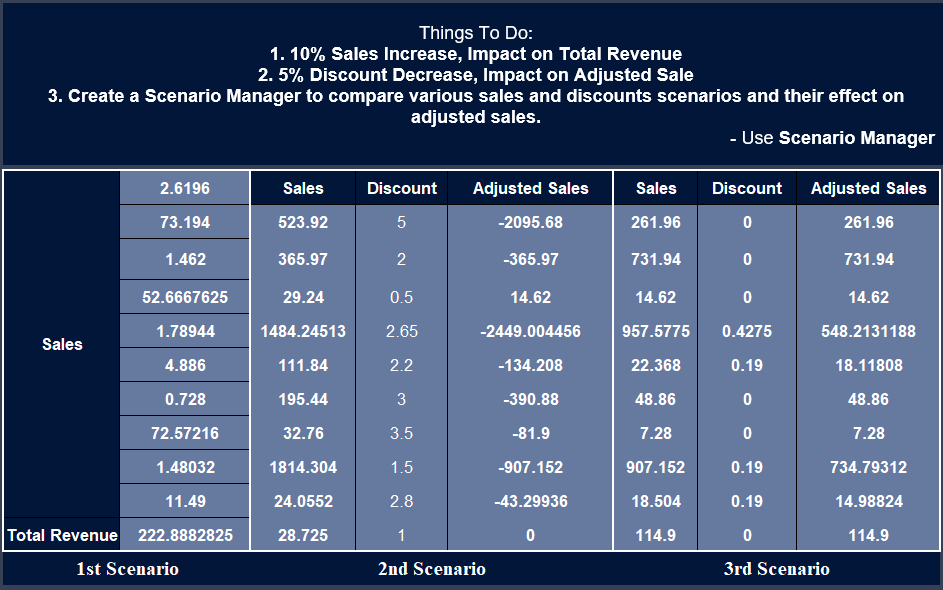 Things To Do:
1. 10% Sales Increase, Impact on Total Revenue
2. 5% Discount Decrease, Impact on Adjusted Sale
3. Create a Scenario Manager to compare various sales and discounts scenarios and their effect on
adjusted sales.
- Use Scenario Manager
2.6196 Sales Discount Adjusted Sales Sales Discount Adjusted Sales
73.194 523.92 5 -2095.68 261.96 0 261.96
1.462 365.97 2 -365.97 731.94 0 731.94
52.6667625 29.24 0.5 14.62 14.62 0 14.62
Sales 1.78944 1484.24513 2.65 -2449.004456 957.5775 0.4275 548.2131188
4.886 111.84 2.2 -134.208 22.368 0.19 18.11808
0.728 195.44 3 -390.88 48.86 0 48.86
72.57216 32.76 3.5 -81.9 7.28 0 7.28
1.48032 1814.304 1.5 -907.152 907.152 0.19 734.79312
11.49 24.0552 2.8 -43.29936 18.504 0.19 14.98824
Total Revenue 222.8882825 28.725 1 0 114.9 0 114.9
1st Scenario 2nd Scenario 3rd Scenario